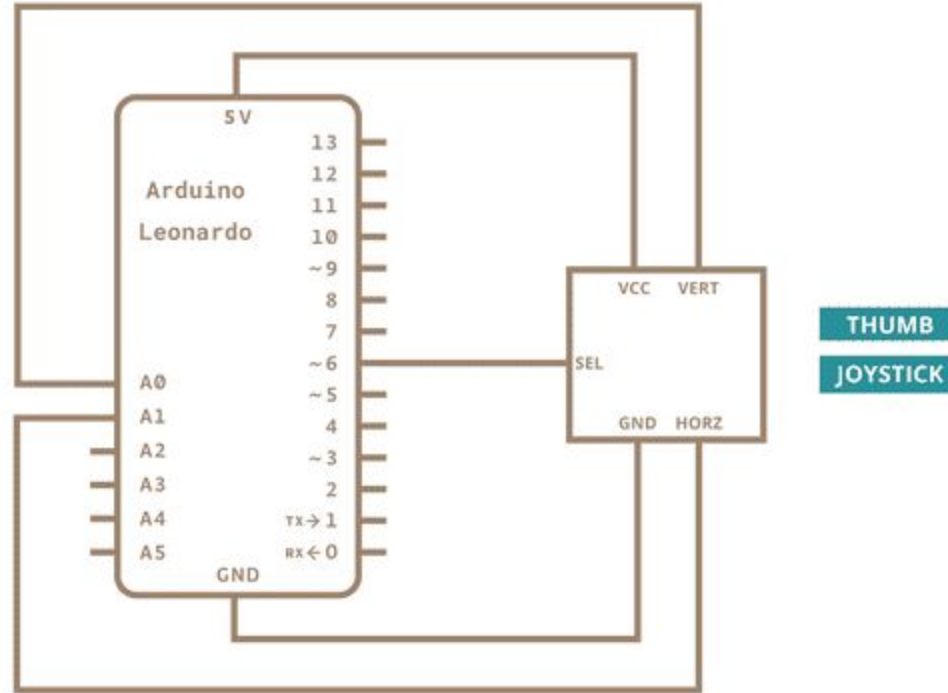 5V
Arduino
Leonardo
13
12
11
10
~9
8
7
~6
~5
4
~3
2
TX→1
RX←0
A0
A1
A2
A3
A4
A5
GND
VCC VERT
SEL
GND HORZ
THUMB
JOYSTICK